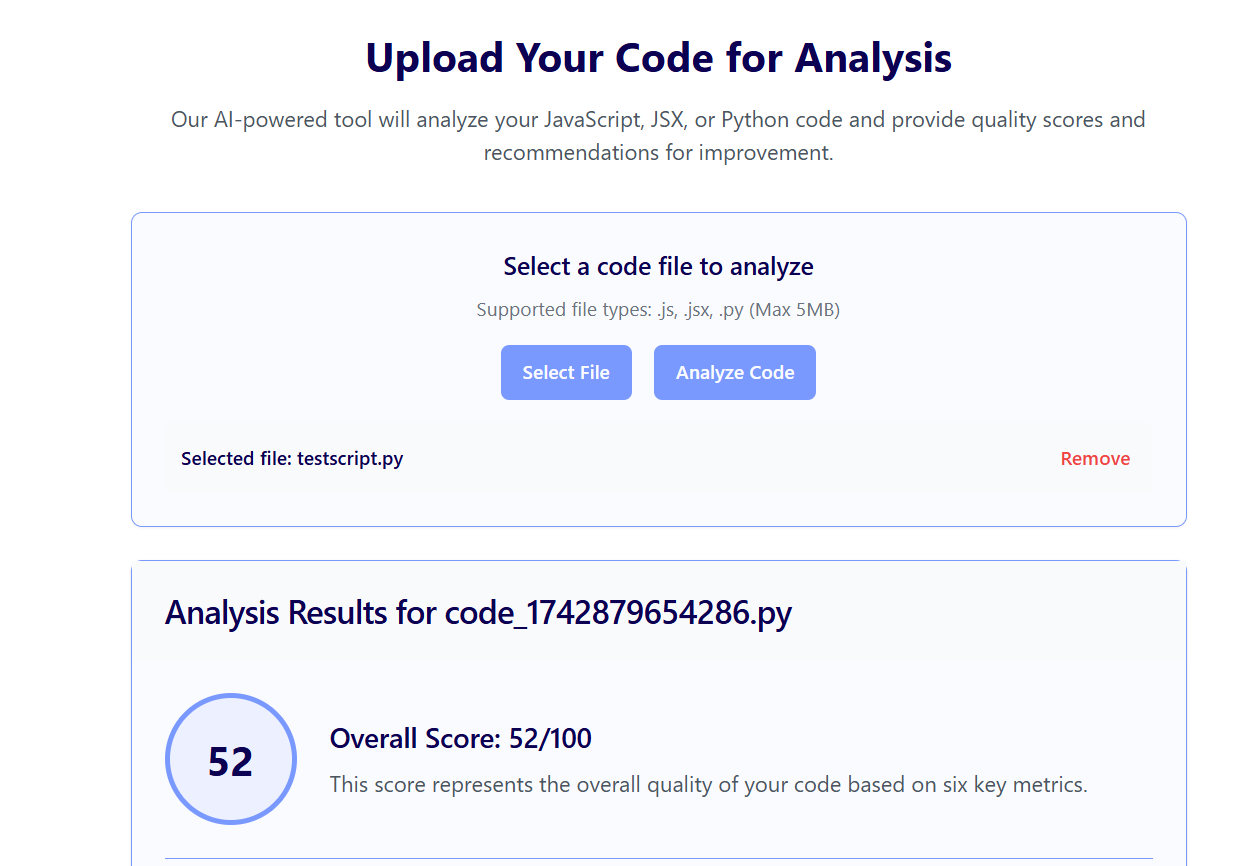 Upload Your Code for Analysis
Our AI-powered tool will analyze your JavaScript, JSX, or Python code and provide quality scores and
recommendations for improvement.
Select a code file to analyze
Supported file types: .js, .jsx, .py (Max 5MB)
Select File
Analyze Code
Selected file: testscript.py
Remove
Analysis Results for code_1742879654286.py
52
Overall Score: 52/100
This score represents the overall quality of your code based on six key metrics.